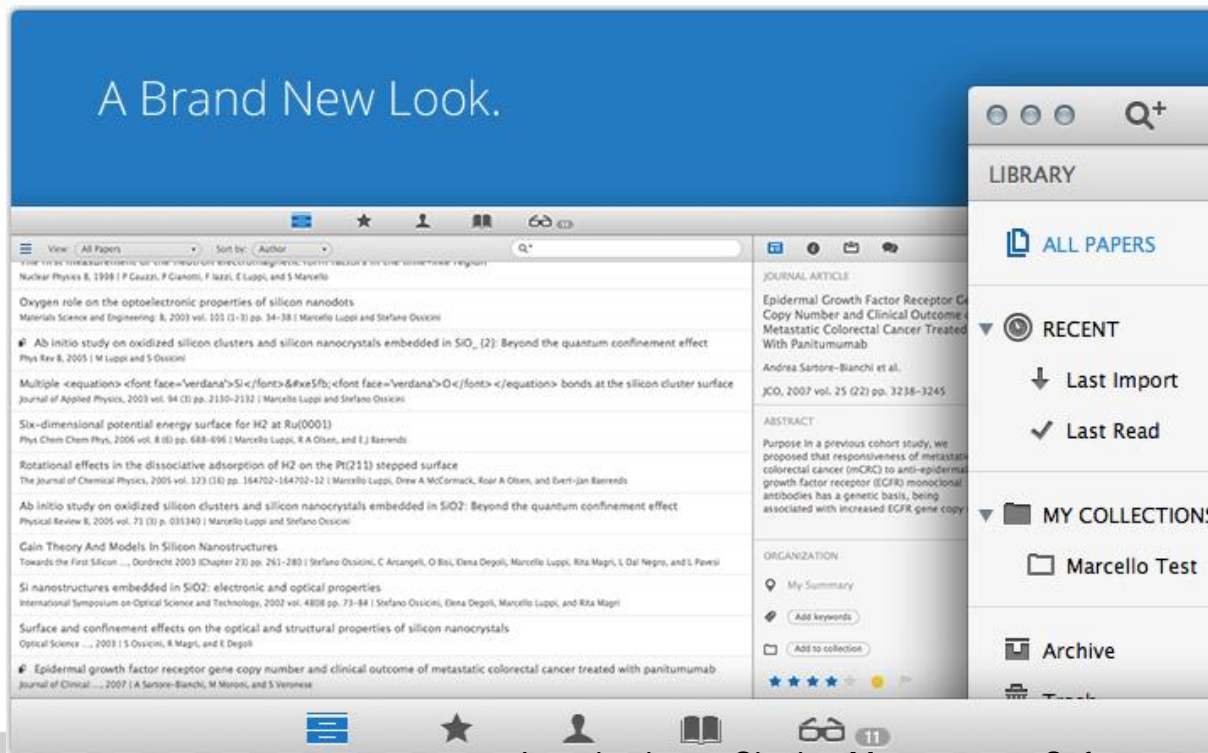 A Brand New Look.
View: All Papers
Sort by: Author
The first measurement of the neutron electromagnetic form factors in the time-like region
Nuclear Physics B, 1998 | P Gauzzi, P Gianotti, F Iazzi, E Luppi, and S Marcello
Oxygen role on the optoelectronic properties of silicon nanodots
Materials Science and Engineering: B, 2003 vol. 101 (1-3) pp. 34-38 | Marcello Luppi and Stefano Ossicini
Ab initio study on oxidized silicon clusters and silicon nanocrystals embedded in SiO_ {2}: Beyond the quantum confinement effect
Phys Rev B, 2005 | M Luppi and S Ossicini
Multiple <equation> <font face='verdana'>Si</font>&#xe5fb;<font face='verdana'>O</font> </equation> bonds at the silicon cluster surface
Journal of Applied Physics, 2003 vol. 94 (3) pp. 2130-2132 | Marcello Luppi and Stefano Ossicini
Six-dimensional potential energy surface for H2 at Ru(0001)
Phys Chem Chem Phys, 2006 vol. 8 (6) pp. 688-696 | Marcello Luppi, R A Olsen, and E J Baerends
Rotational effects in the dissociative adsorption of H2 on the Pt(211) stepped surface
The Journal of Chemical Physics, 2005 vol. 123 (16) pp. 164702-164702-12 | Marcello Luppi, Drew A McCormack, Roar A Olsen, and Evert-Jan Baerends
Ab initio study on oxidized silicon clusters and silicon nanocrystals embedded in SiO2: Beyond the quantum confinement effect
Physical Review B, 2005 vol. 71 (3) p. 035340 | Marcello Luppi and Stefano Ossicini
Gain Theory And Models In Silicon Nanostructures
Towards the First Silicon ..., Dordrecht 2003 (Chapter 23) pp. 261-280 | Stefano Ossicini, C Arcangeli, O Bisi, Elena Degoli, Marcello Luppi, Rita Magri, L Dal Negro, and L Pavesi
Si nanostructures embedded in SiO2: electronic and optical properties
International Symposium on Optical Science and Technology, 2002 vol. 4808 pp. 73-84 | Stefano Ossicini, Elena Degoli, Marcello Luppi, and Rita Magri
Surface and confinement effects on the optical and structural properties of silicon nanocrystals
Optical Science ..., 2003 | S Ossicini, R Magri, and E Degoli
Epidermal growth factor receptor gene copy number and clinical outcome of metastatic colorectal cancer treated with panitumumab
Journal of Clinical ..., 2007 | A Sartore-Bianchi, M Moroni, and S Veronese
JOURNAL ARTICLE
Epidermal Growth Factor Receptor Ge
Copy Number and Clinical Outcome
Metastatic Colorectal Cancer Treated
With Panitumumab
Andrea Sartore-Bianchi et al.
JCO, 2007 vol. 25 (22) pp. 3238-3245
ABSTRACT
Purpose In a previous cohort study, we
proposed that responsiveness of metastatic
colorectal cancer (mCRC) to anti-epidermal
growth factor receptor (EGFR) monoclonal
antibodies has a genetic basis, being
associated with increased EGFR gene copy
ORGANIZATION
My Summary
Add keywords
Add to collection
LIBRARY
ALL PAPERS
RECENT
Last Import
Last Read
MY COLLECTIONS
Marcello Test
Archive
Trash
11